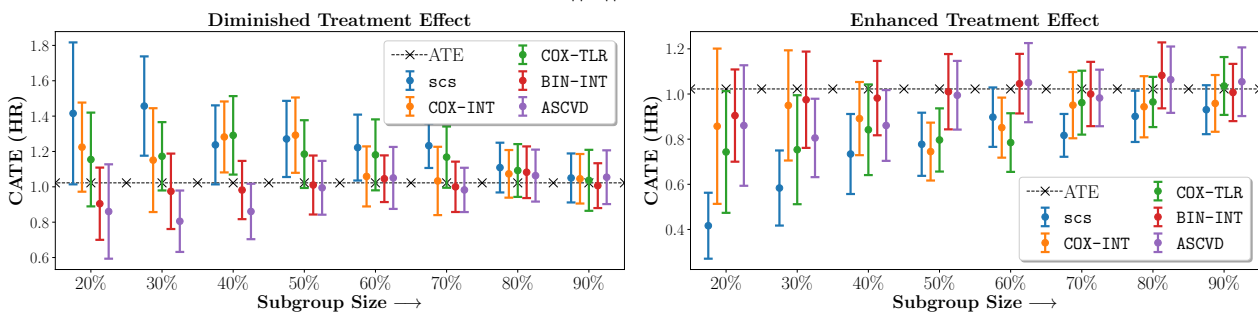 Diminished Treatment Effect
CATE (HR)
1.8
1.6
1.4
1.2
1.0
0.8
0.6
ATE
scs
COX-INT
COX-TLR
BIN-INT
ASCVD
20% 30% 40% 50% 60% 70% 80% 90%
Subgroup Size ⟶
Enhanced Treatment Effect
CATE (HR)
1.2
1.0
0.8
0.6
0.4
ATE
scs
COX-INT
COX-TLR
BIN-INT
ASCVD
20% 30% 40% 50% 60% 70% 80% 90%
Subgroup Size ⟶